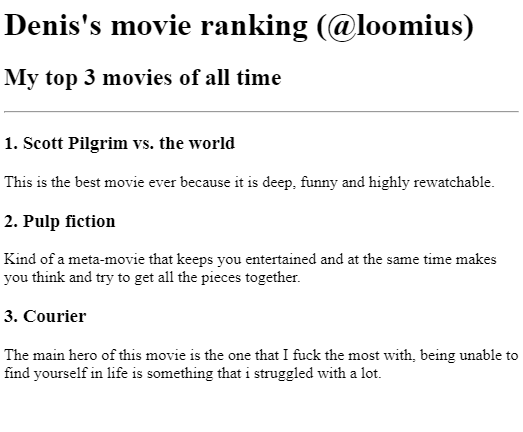 Denis's movie ranking (@loomius)
My top 3 movies of all time
1. Scott Pilgrim vs. the world
This is the best movie ever because it is deep, funny and highly rewatchable.
2. Pulp fiction
Kind of a meta-movie that keeps you entertained and at the same time makes
you think and try to get all the pieces together.
3. Courier
The main hero of this movie is the one that I fuck the most with, being unable to
find yourself in life is something that i struggled with a lot.